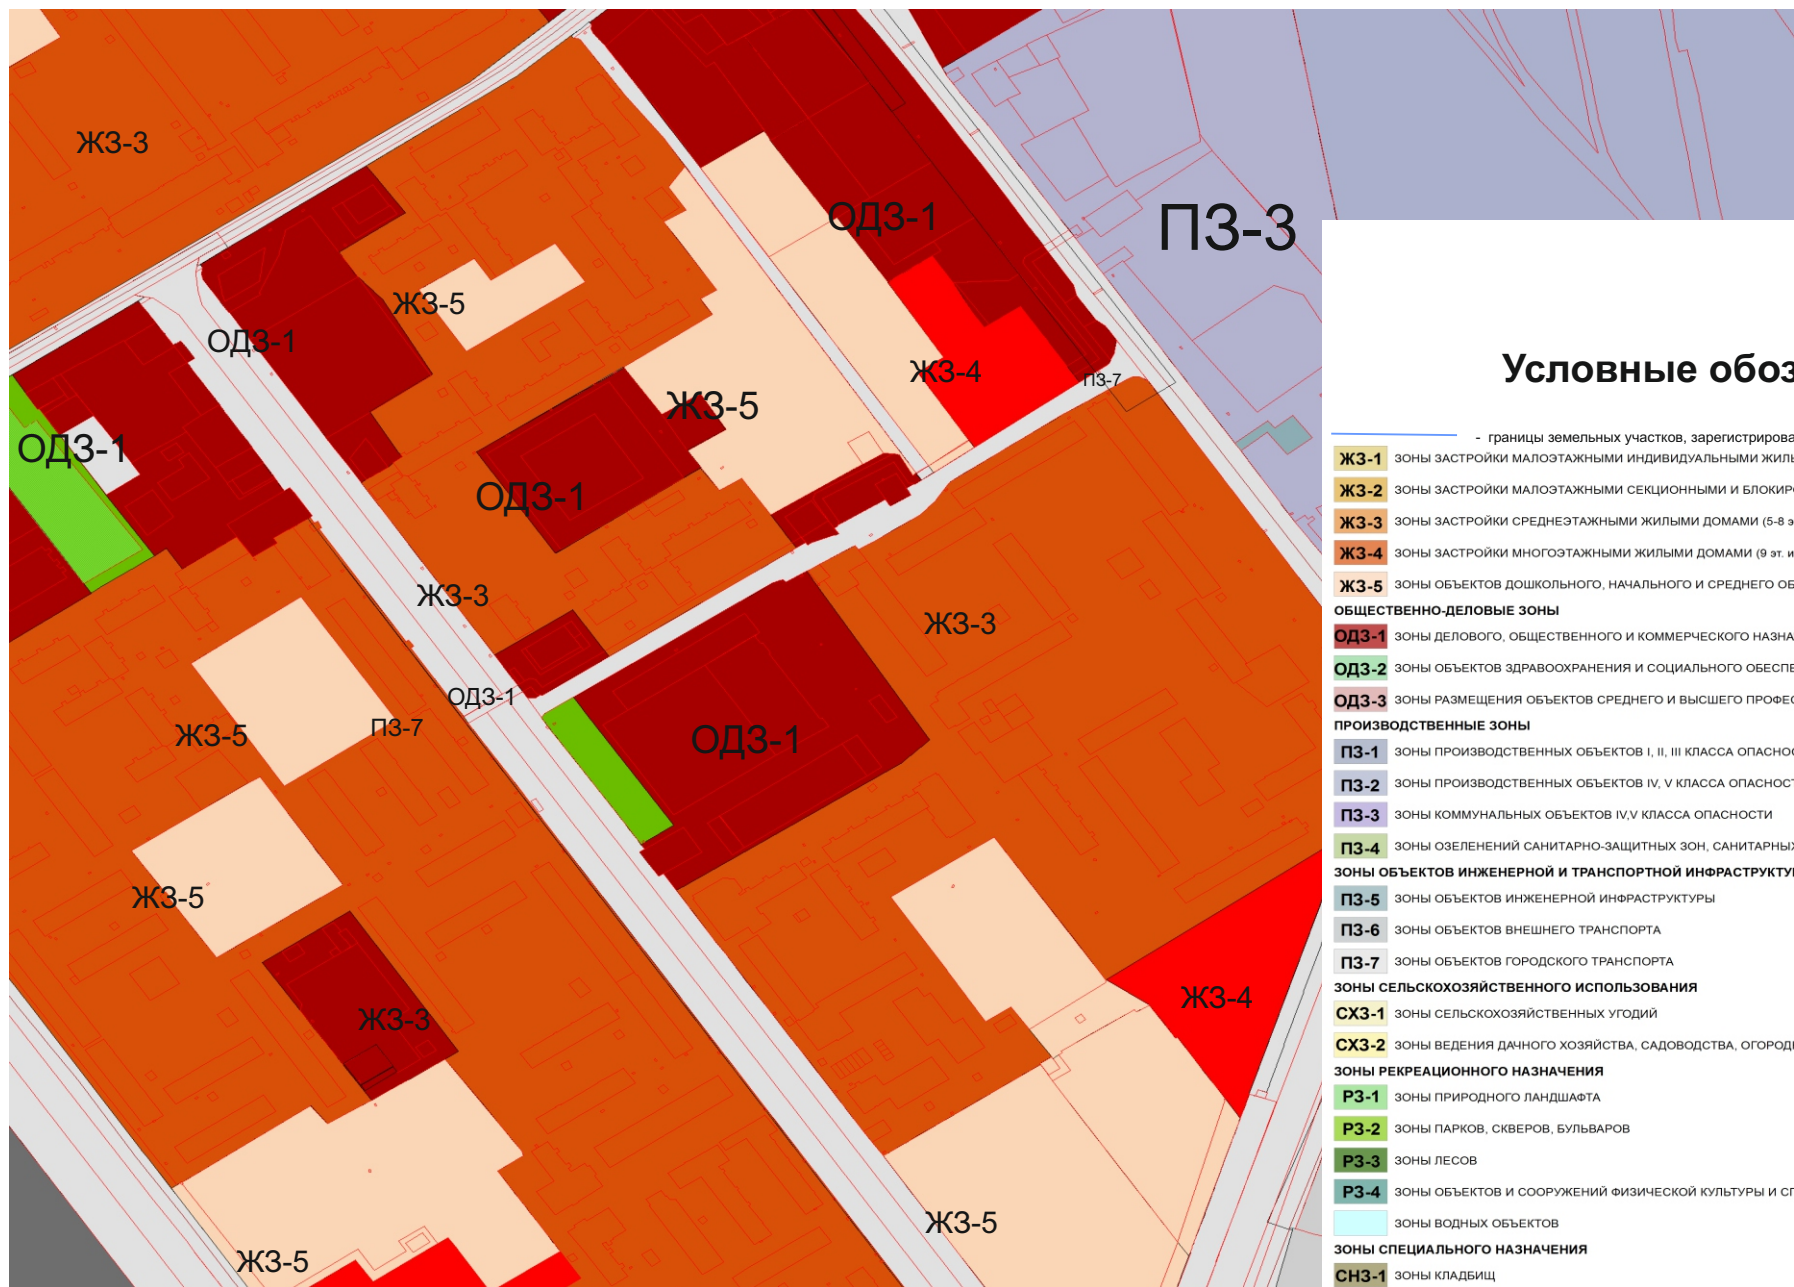 ЖЗ-3
ОДЗ-1
ПЗ-3
ЖЗ-5
ОДЗ-1
ЖЗ-4
ПЗ-7
ЖЗ-5
ОДЗ-1
ОДЗ-1
ЖЗ-3
ЖЗ-3
ОДЗ-1
ЖЗ-5
ПЗ-7
ОДЗ-1
ЖЗ-5
ЖЗ-4
ЖЗ-3
ЖЗ-5
ЖЗ-5
Условные обоз
- границы земельных участков, зарегистрирова
ЖЗ-1 ЗОНЫ ЗАСТРОЙКИ МАЛОЭТАЖНЫМИ ИНДИВИДУАЛЬНЫМИ ЖИЛ
ЖЗ-2 ЗОНЫ ЗАСТРОЙКИ МАЛОЭТАЖНЫМИ СЕКЦИОННЫМИ И БЛОКИР
ЖЗ-3 ЗОНЫ ЗАСТРОЙКИ СРЕДНЕЭТАЖНЫМИ ЖИЛЫМИ ДОМАМИ (5-8 э
ЖЗ-4 ЗОНЫ ЗАСТРОЙКИ МНОГОЭТАЖНЫМИ ЖИЛЫМИ ДОМАМИ (9 эт. и
ЖЗ-5 ЗОНЫ ОБЪЕКТОВ ДОШКОЛЬНОГО, НАЧАЛЬНОГО И СРЕДНЕГО ОБ
ОБЩЕСТВЕННО-ДЕЛОВЫЕ ЗОНЫ
ОДЗ-1 ЗОНЫ ДЕЛОВОГО, ОБЩЕСТВЕННОГО И КОММЕРЧЕСКОГО НАЗНА
ОДЗ-2 ЗОНЫ ОБЪЕКТОВ ЗДРАВООХРАНЕНИЯ И СОЦИАЛЬНОГО ОБЕСПЕ
ОДЗ-3 ЗОНЫ РАЗМЕЩЕНИЯ ОБЪЕКТОВ СРЕДНЕГО И ВЫСШЕГО ПРОФЕС
ПРОИЗВОДСТВЕННЫЕ ЗОНЫ
ПЗ-1 ЗОНЫ ПРОИЗВОДСТВЕННЫХ ОБЪЕКТОВ I, II, III КЛАССА ОПАСНОС
ПЗ-2 ЗОНЫ ПРОИЗВОДСТВЕННЫХ ОБЪЕКТОВ IV, V КЛАССА ОПАСНОСТ
ПЗ-3 ЗОНЫ КОММУНАЛЬНЫХ ОБЪЕКТОВ IV,V КЛАССА ОПАСНОСТИ
ПЗ-4 ЗОНЫ ОЗЕЛЕНЕНИЙ САНИТАРНО-ЗАЩИТНЫХ ЗОН, САНИТАРНЫХ
ЗОНЫ ОБЪЕКТОВ ИНЖЕНЕРНОЙ И ТРАНСПОРТНОЙ ИНФРАСТРУКТУР
ПЗ-5 ЗОНЫ ОБЪЕКТОВ ИНЖЕНЕРНОЙ ИНФРАСТРУКТУРЫ
ПЗ-6 ЗОНЫ ОБЪЕКТОВ ВНЕШНЕГО ТРАНСПОРТА
ПЗ-7 ЗОНЫ ОБЪЕКТОВ ГОРОДСКОГО ТРАНСПОРТА
ЗОНЫ СЕЛЬСКОХОЗЯЙСТВЕННОГО ИСПОЛЬЗОВАНИЯ
СХЗ-1 ЗОНЫ СЕЛЬСКОХОЗЯЙСТВЕННЫХ УГОДИЙ
СХЗ-2 ЗОНЫ ВЕДЕНИЯ ДАЧНОГО ХОЗЯЙСТВА, САДОВОДСТВА, ОГОРОД
ЗОНЫ РЕКРЕАЦИОННОГО НАЗНАЧЕНИЯ
РЗ-1 ЗОНЫ ПРИРОДНОГО ЛАНДШАФТА
РЗ-2 ЗОНЫ ПАРКОВ, СКВЕРОВ, БУЛЬВАРОВ
РЗ-3 ЗОНЫ ЛЕСОВ
РЗ-4 ЗОНЫ ОБЪЕКТОВ И СООРУЖЕНИЙ ФИЗИЧЕСКОЙ КУЛЬТУРЫ И СП
ЗОНЫ ВОДНЫХ ОБЪЕКТОВ
ЗОНЫ СПЕЦИАЛЬНОГО НАЗНАЧЕНИЯ
СНЗ-1 ЗОНЫ КЛАДБИЩ